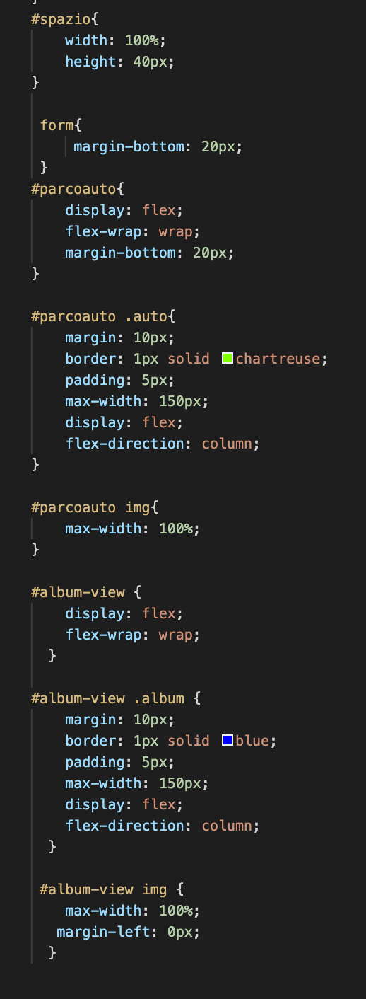 }
#spazio{
    width: 100%;
    height: 40px;
}

 form{
     margin-bottom: 20px;
 }
#parcoauto{
    display: flex;
    flex-wrap: wrap;
    margin-bottom: 20px;
}

#parcoauto .auto{
    margin: 10px;
    border: 1px solid chartreuse;
    padding: 5px;
    max-width: 150px;
    display: flex;
    flex-direction: column;
}

#parcoauto img{
    max-width: 100%;
}

#album-view {
    display: flex;
    flex-wrap: wrap;
  }

#album-view .album {
    margin: 10px;
    border: 1px solid blue;
    padding: 5px;
    max-width: 150px;
    display: flex;
    flex-direction: column;
  }

 #album-view img {
    max-width: 100%;
   margin-left: 0px;
  }